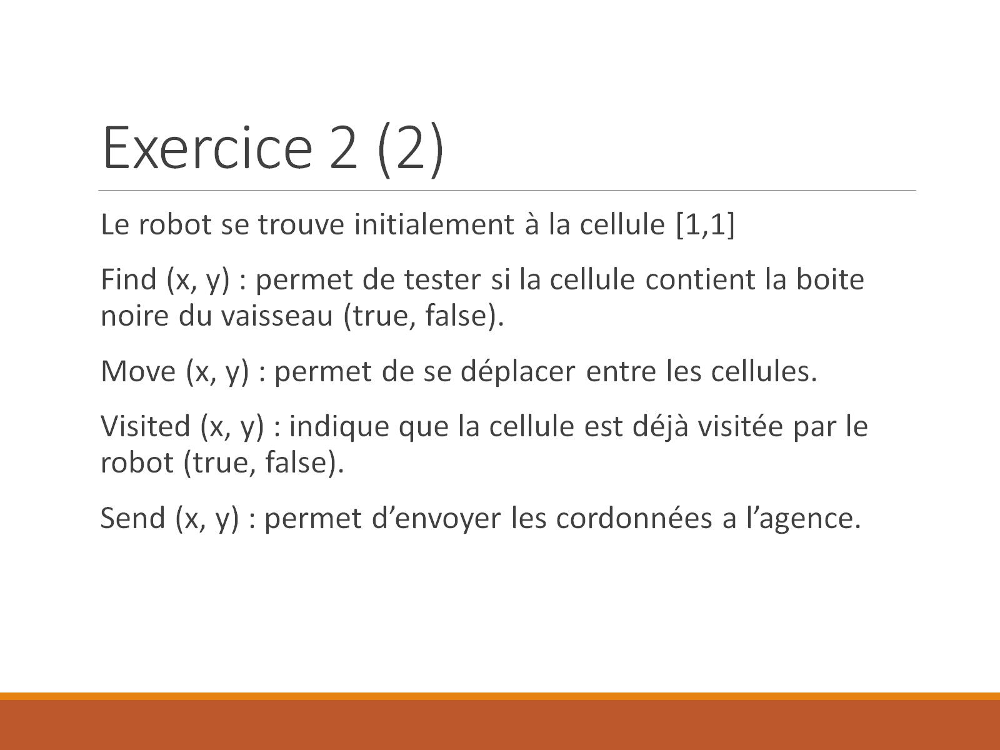 Exercice 2 (2)
Le robot se trouve initialement à la cellule [1,1]
Find (x, y) : permet de tester si la cellule contient la boite
noire du vaisseau (true, false).
Move (x, y) : permet de se déplacer entre les cellules.
Visited (x, y) : indique que la cellule est déjà visitée par le
robot (true, false).
Send (x, y) : permet d’envoyer les cordonnées a l’agence.